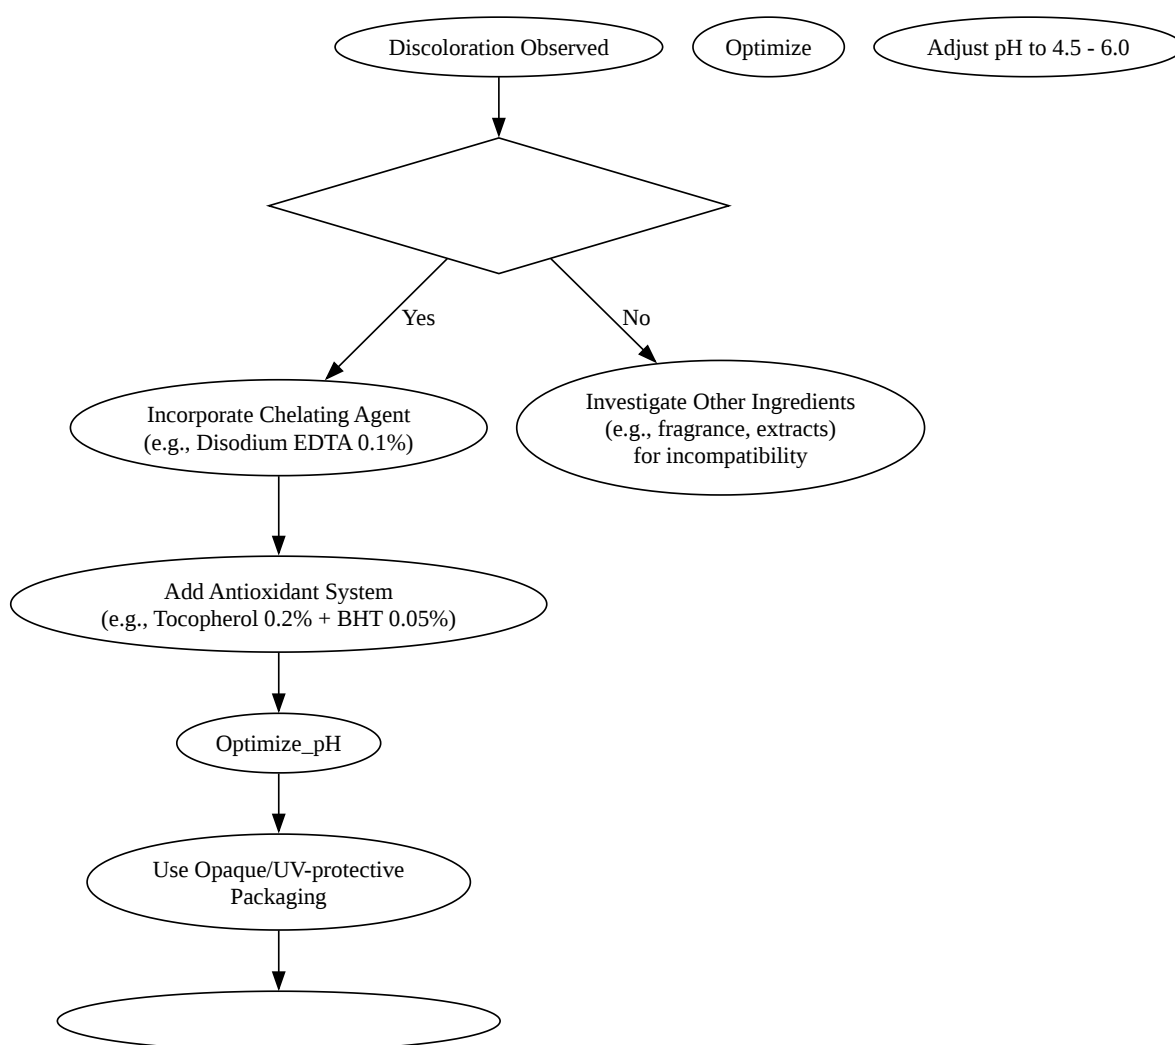 Discoloration Observed
Optimize
Adjust pH to 4.5 - 6.0
Yes
No
Incorporate Chelating Agent
(e.g., Disodium EDTA 0.1%)
Investigate Other Ingredients
(e.g., fragrance, extracts)
for incompatibility
Add Antioxidant System
(e.g., Tocopherol 0.2% + BHT 0.05%)
Optimize_pH
Use Opaque/UV-protective
Packaging